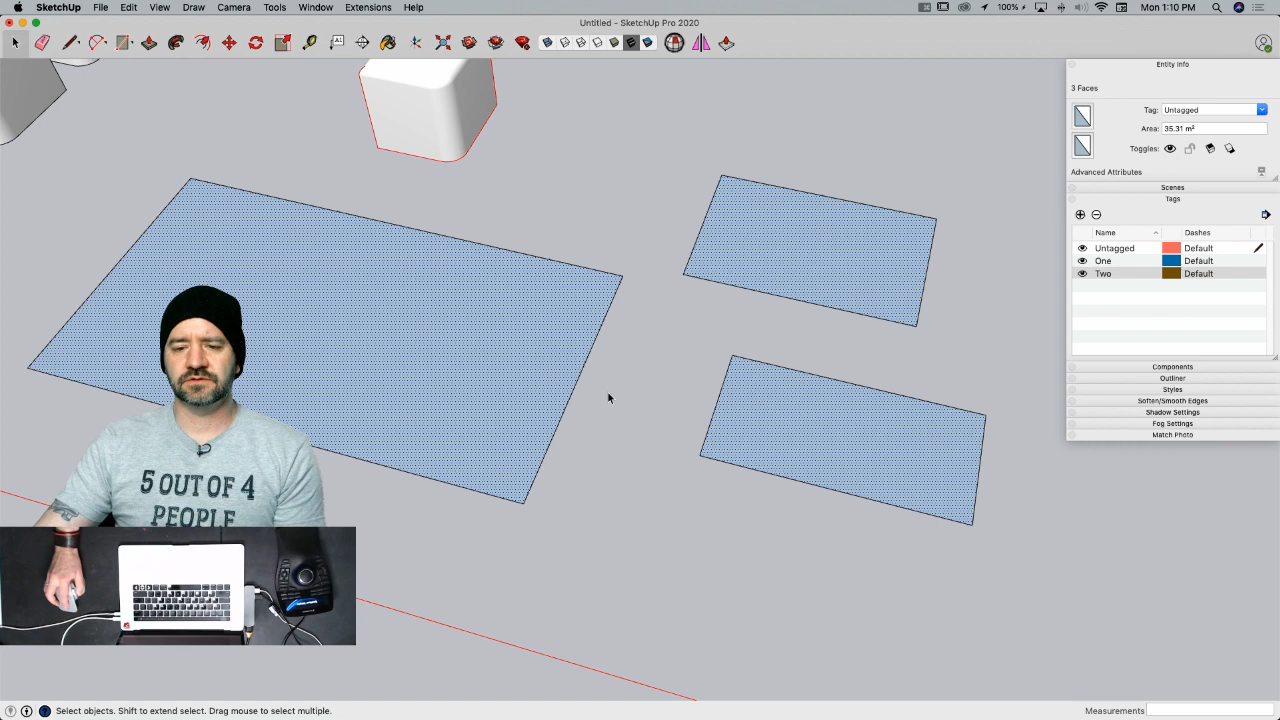 SketchUp File Edit View Draw Camera Tools Window Extensions Help
100% Mon 1:10 PM
Untitled - SketchUp Pro 2020
Entity Info
3 Faces
Tag: Untagged
Area: 35.31 m²
Toggles:
Advanced Attributes
Scenes
Tags
Name Dashes
Untagged Default
One Default
Two Default
Components
Outliner
Styles
Soften/Smooth Edges
Shadow Settings
Fog Settings
Match Photo
5 OUT OF 4
PEOPLE
Select objects. Shift to extend select. Drag mouse to select multiple.
Measurements